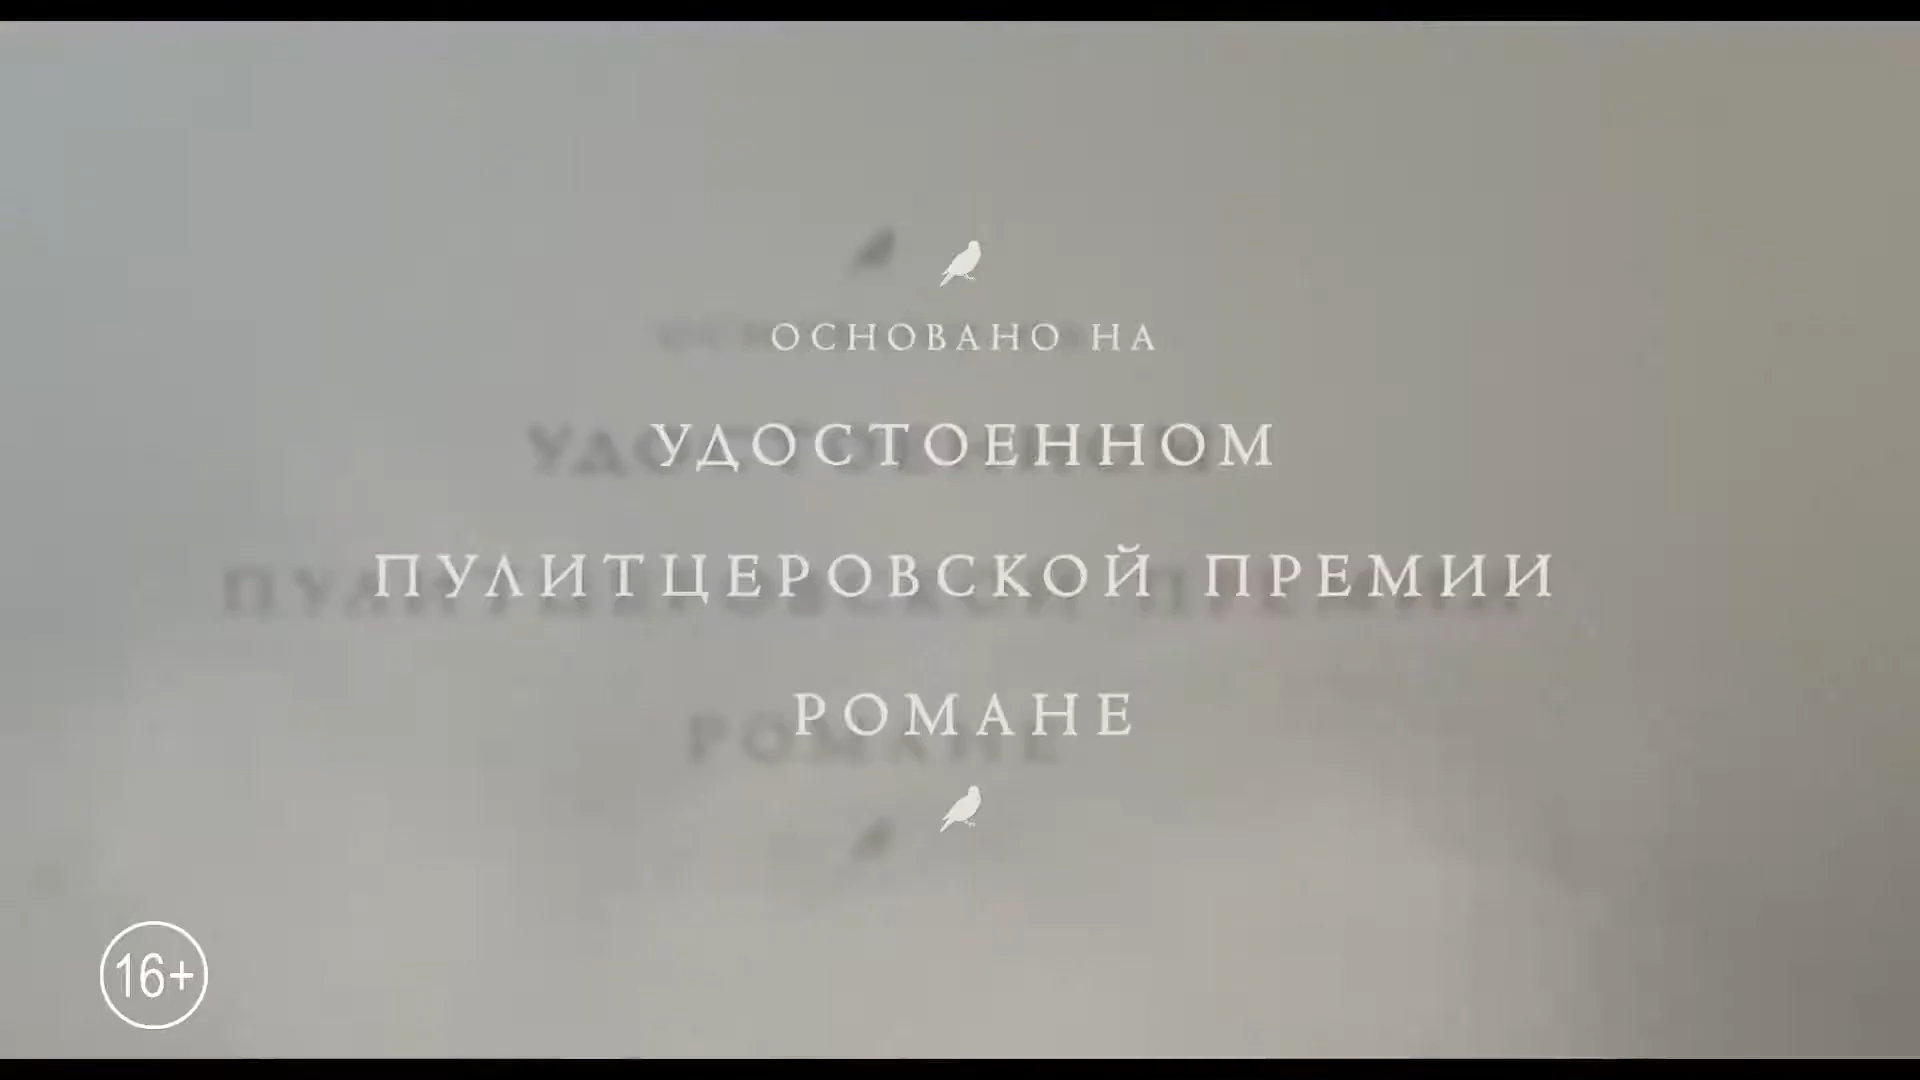 ОСНОВАНО НА
УДОСТОЕННОМ
ПУЛИТЦЕРОВСКОЙ ПРЕМИИ
РОМАНЕ
16+